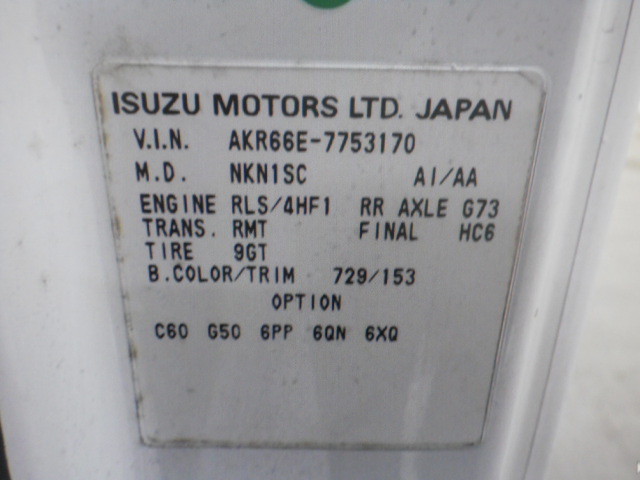 ISUZU MOTORS LTD. JAPAN
V.I.N. AKR66E-7753170
M.D. NKN1SC A1/AA
ENGINE RLS/4HF1 RR AXLE G73
TRANS. RMT FINAL HC6
TIRE 9GT
B.COLOR/TRIM 729/153
OPTION
C60 G50 6PP 6QN 6XQ